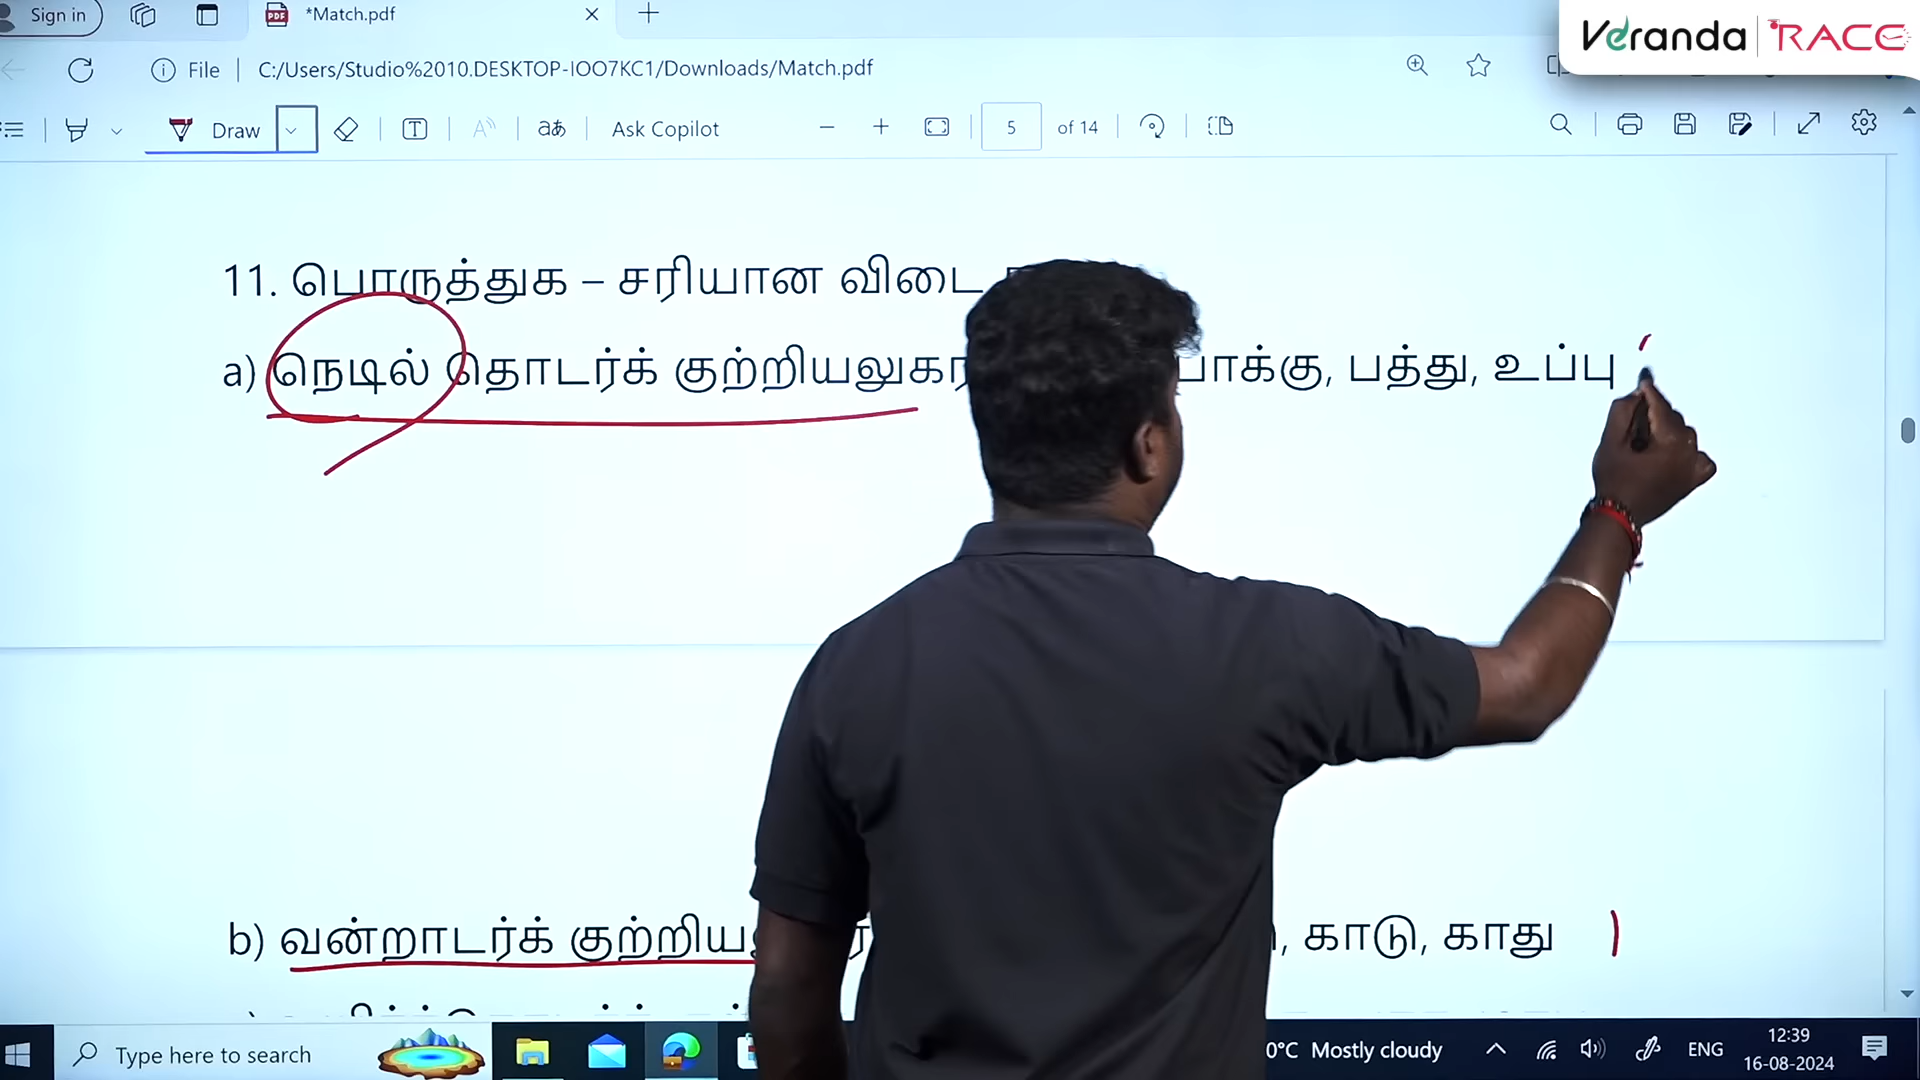 Sign in
*Match.pdf
Veranda RACE
File
C:/Users/Studio%2010.DESKTOP-IOO7KC1/Downloads/Match.pdf
Draw
Ask Copilot
5 of 14
11. பொருத்துக – சரியான விடை
a) நெடில் தொடர்க் குற்றியலுகர பாக்கு, பத்து, உப்பு
b) வன்றாடர்க் குற்றிய , காடு, காது
Type here to search
0°C Mostly cloudy
ENG
12:39
16-08-2024